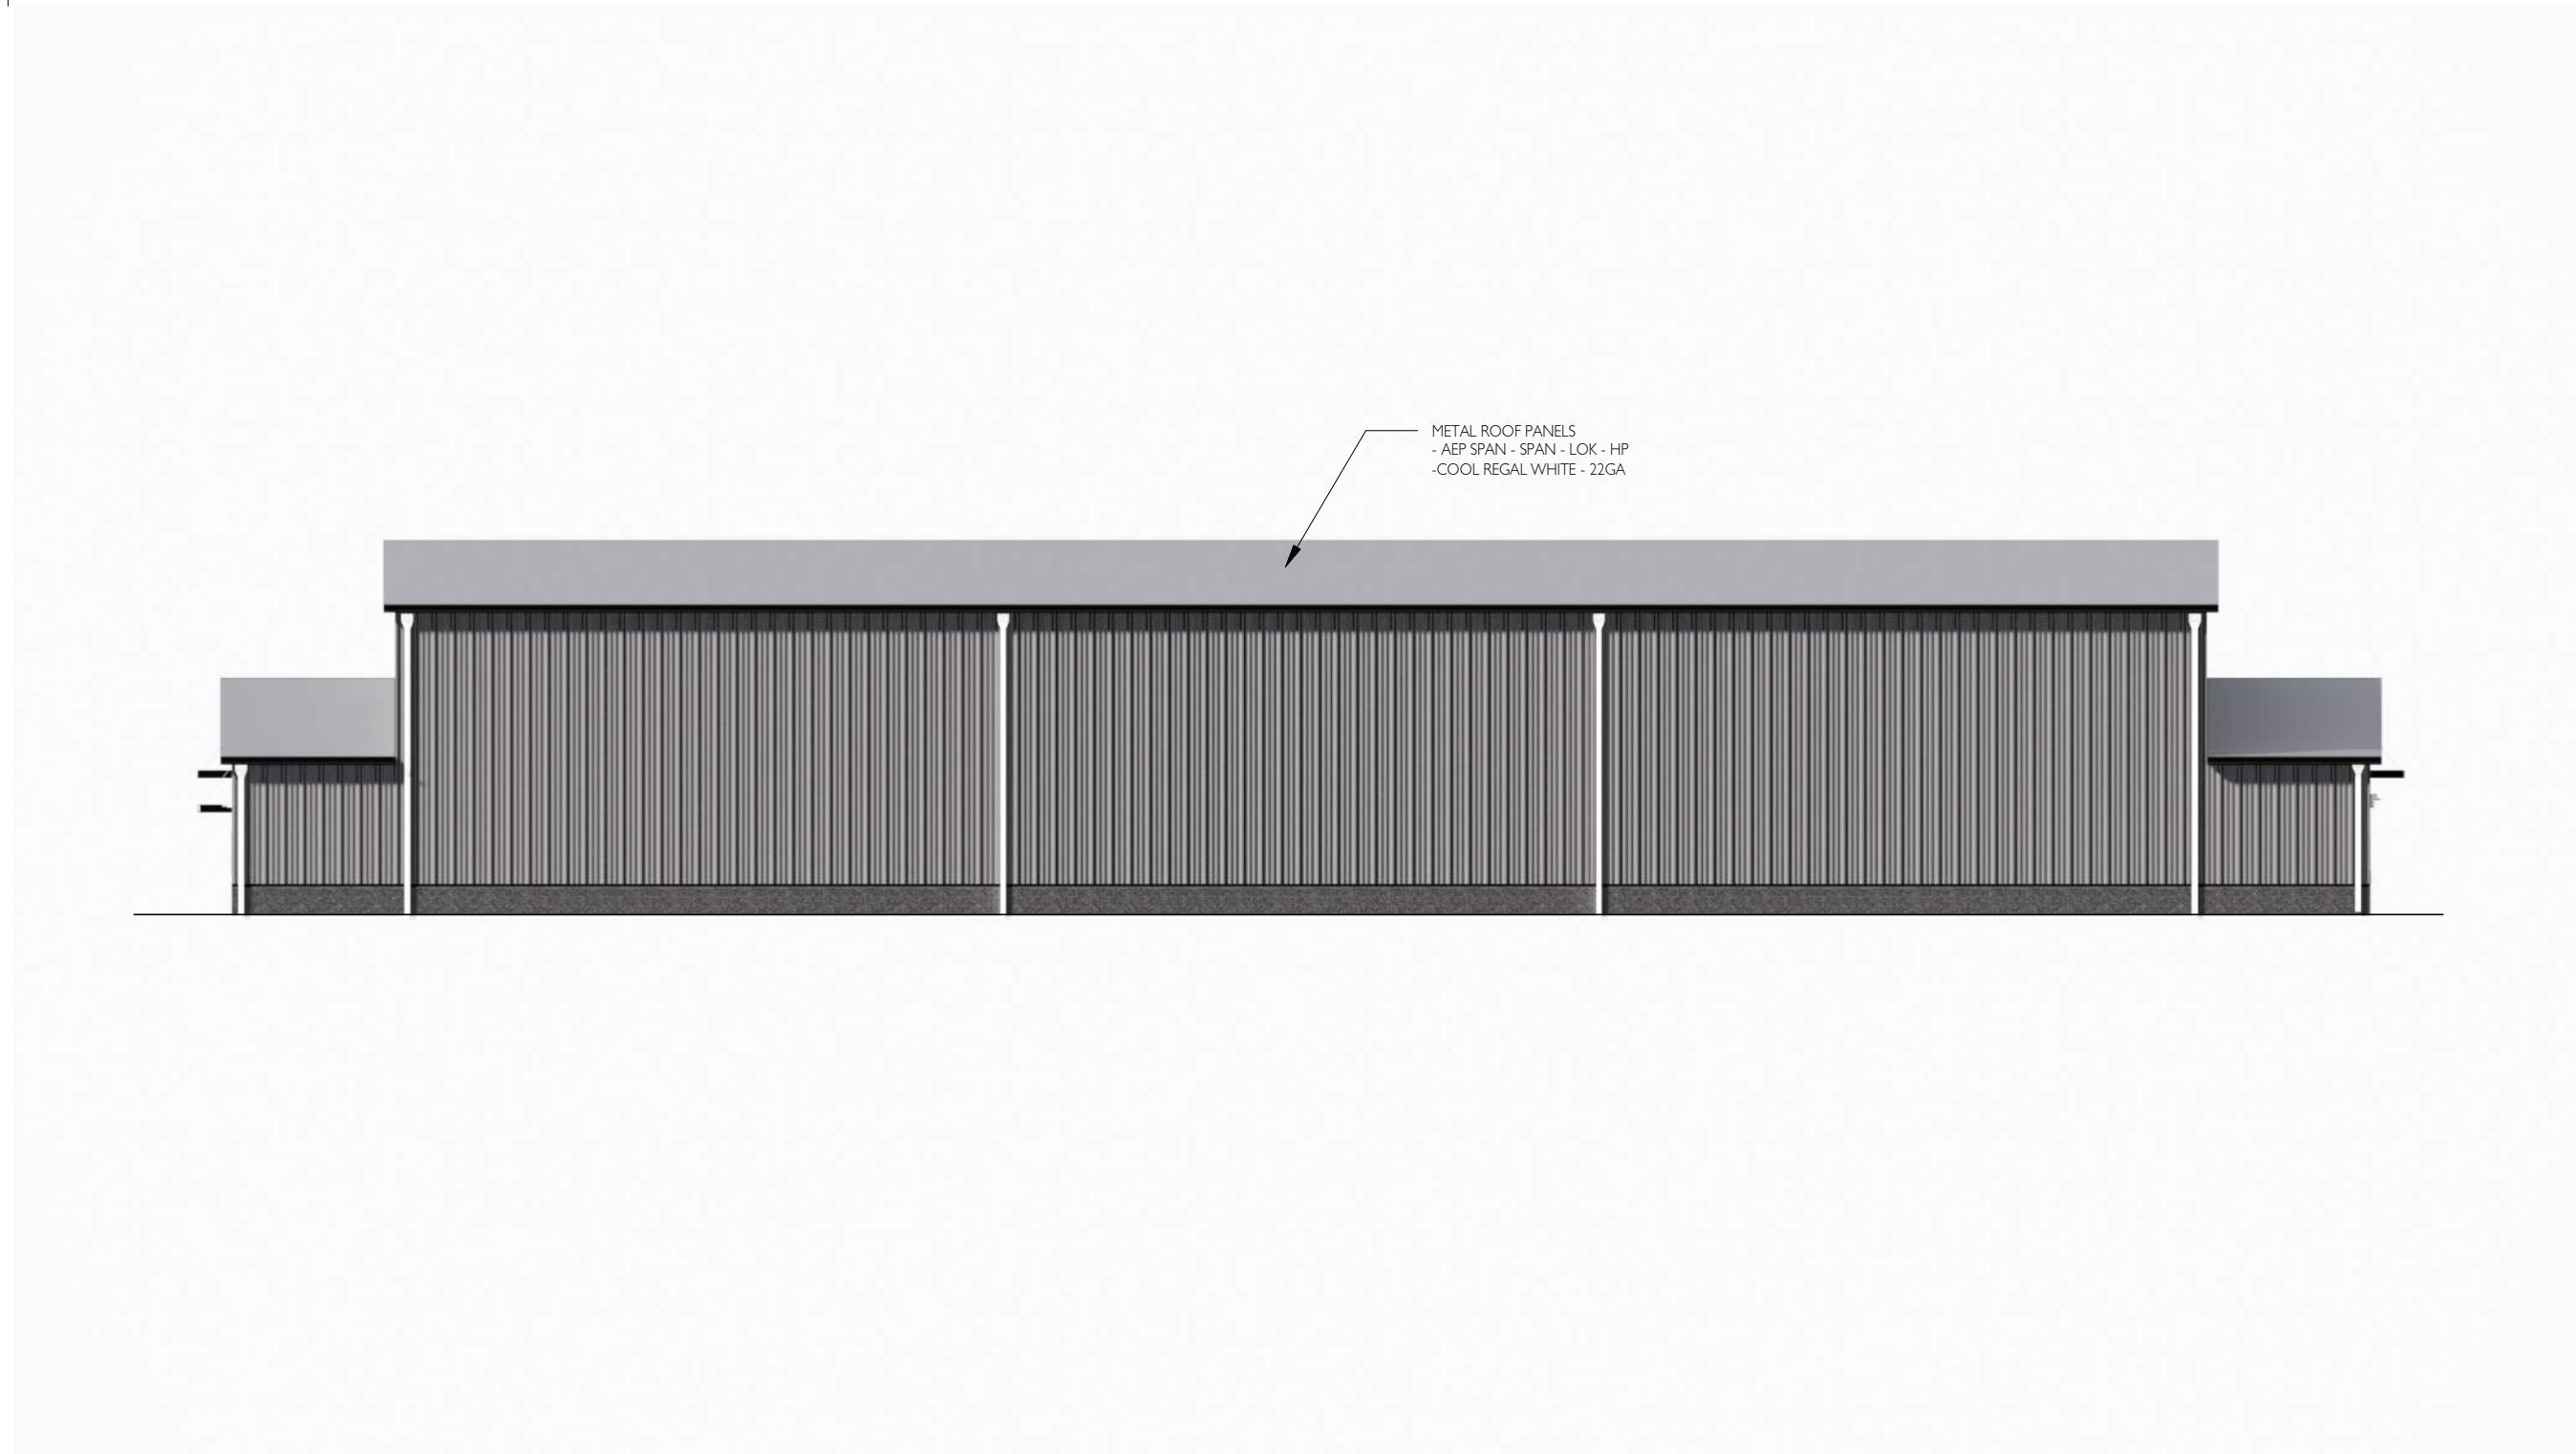 METAL ROOF PANELS
- AEP SPAN - SPAN - LOK - HP
-COOL REGAL WHITE - 22GA